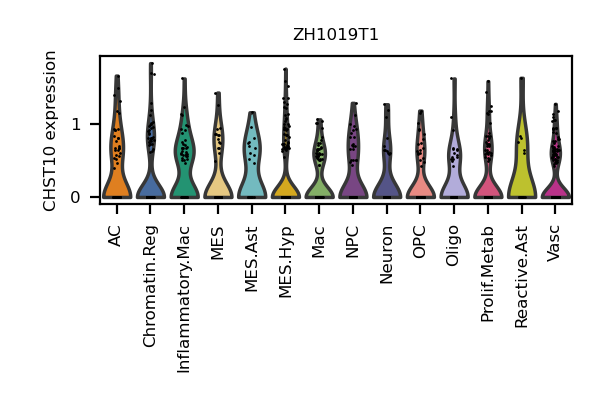 ZH1019T1
CHST10 expression
1
0
AC
Chromatin.Reg
Inflammatory.Mac
MES
MES.Ast
MES.Hyp
Mac
NPC
Neuron
OPC
Oligo
Prolif.Metab
Reactive.Ast
Vasc